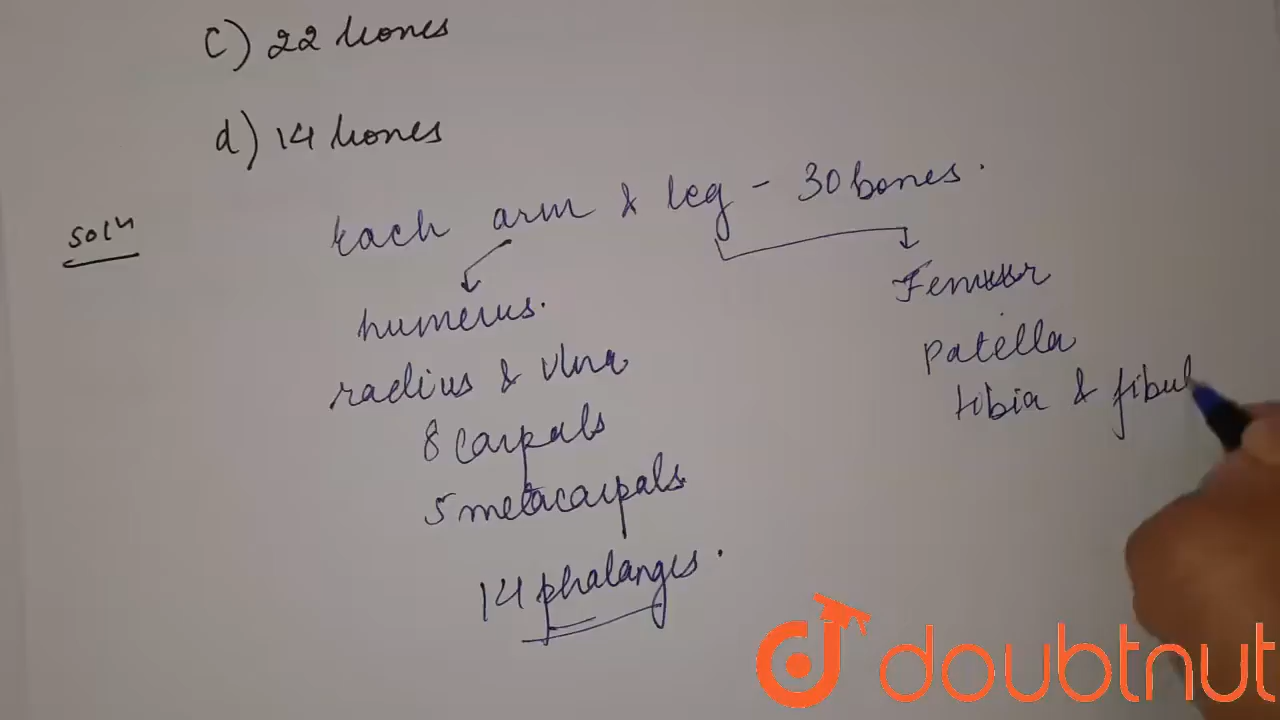 c) 22 bones
d) 14 bones
Soln
Each arm & leg - 30 bones.
humerus.
Femur
radius & ulna
Patella
8 carpals
tibia & fibul
5 metacarpals.
14 phalanges.
doubtnut